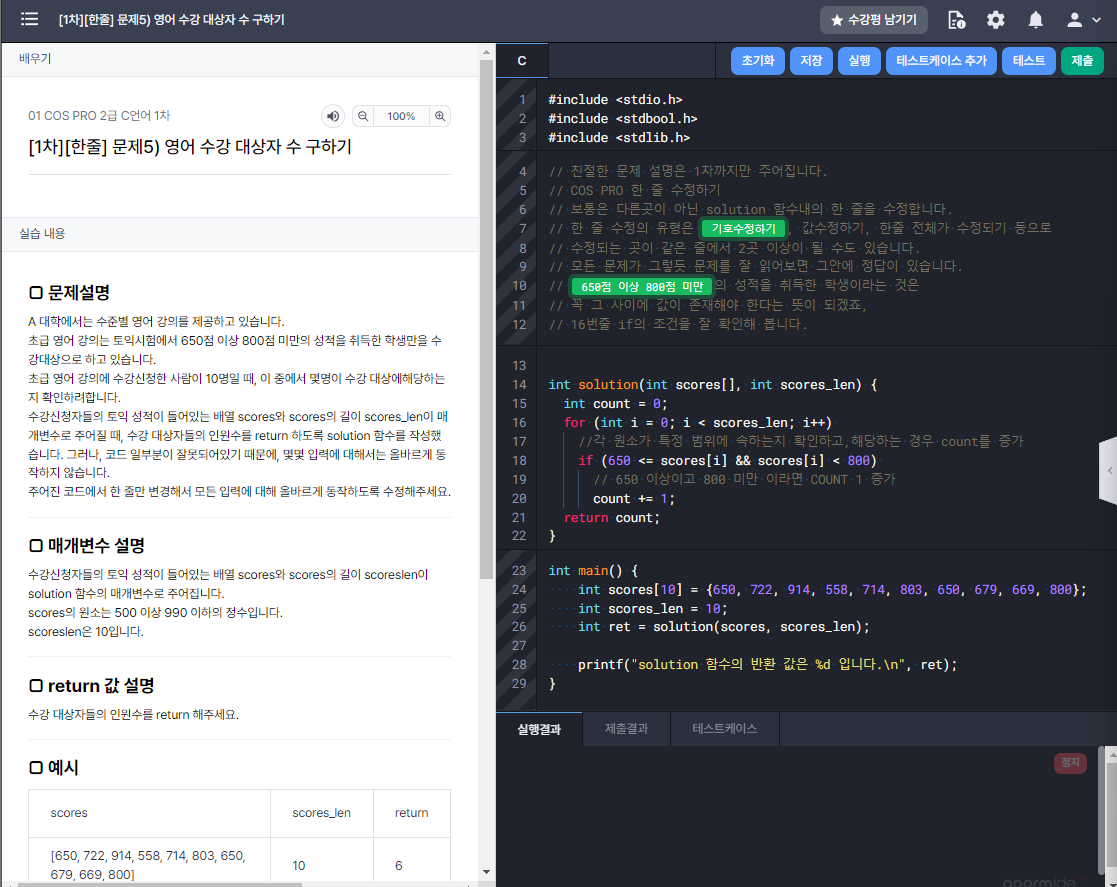 [1차][한줄] 문제5) 영어 수강 대상자 수 구하기
★ 수강평 남기기
배우기
01 COS PRO 2급 C언어 1차
100%
[1차][한줄] 문제5) 영어 수강 대상자 수 구하기
실습 내용
문제설명
A 대학에서는 수준별 영어 강의를 제공하고 있습니다.
초급 영어 강의는 토익시험에서 650점 이상 800점 미만의 성적을 취득한 학생만을 수
강대상으로 하고 있습니다.
초급 영어 강의에 수강신청한 사람이 10명일 때, 이 중에서 몇명이 수강 대상에해당하는
지 확인하려합니다.
수강신청자들의 토익 성적이 들어있는 배열 scores와 scores의 길이 scores_len이 매
개변수로 주어질 때, 수강 대상자들의 인원수를 return 하도록 solution 함수를 작성했
습니다. 그러나, 코드 일부분이 잘못되어있기 때문에, 몇몇 입력에 대해서는 올바르게 동
작하지 않습니다.
주어진 코드에서 한 줄만 변경해서 모든 입력에 대해 올바르게 동작하도록 수정해주세요.
매개변수 설명
수강신청자들의 토익 성적이 들어있는 배열 scores와 scores의 길이 scoreslen이
solution 함수의 매개변수로 주어집니다.
scores의 원소는 500 이상 990 이하의 정수입니다.
scoreslen은 10입니다.
return 값 설명
수강 대상자들의 인원수를 return 해주세요.
예시
scores scores_len return
[650, 722, 914, 558, 714, 803, 650,
679, 669, 800] 10 6
C
초기화 저장 실행 테스트케이스 추가 테스트 제출
1 #include <stdio.h>
2 #include <stdbool.h>
3 #include <stdlib.h>
4 // 친절한 문제 설명은 1차까지만 주어집니다.
5 // COS PRO 한 줄 수정하기
6 // 보통은 다른곳이 아닌 solution 함수내의 한 줄을 수정합니다.
7 // 한 줄 수정의 유형은 기호수정하기, 값수정하기, 한줄 전체가 수정되기 등으로
8 // 수정되는 곳이 같은 줄에서 2곳 이상이 될 수도 있습니다.
9 // 모든 문제가 그렇듯 문제를 잘 읽어보면 그안에 정답이 있습니다.
10 // 650점 이상 800점 미만의 성적을 취득한 학생이라는 것은
11 // 꼭 그 사이에 값이 존재해야 한다는 뜻이 되겠죠,
12 // 16번줄 if의 조건을 잘 확인해 봅니다.
13
14 int solution(int scores[], int scores_len) {
15 int count = 0;
16 for (int i = 0; i < scores_len; i++)
17 //각 원소가 특정 범위에 속하는지 확인하고,해당하는 경우 count를 증가
18 if (650 <= scores[i] && scores[i] < 800)
19 // 650 이상이고 800 미만 이라면 COUNT 1 증가
20 count += 1;
21 return count;
22 }
23 int main() {
24 int scores[10] = {650, 722, 914, 558, 714, 803, 650, 679, 669, 800};
25 int scores_len = 10;
26 int ret = solution(scores, scores_len);
27
28 printf("solution 함수의 반환 값은 %d 입니다.\n", ret);
29 }
실행결과 제출결과 테스트케이스
정지